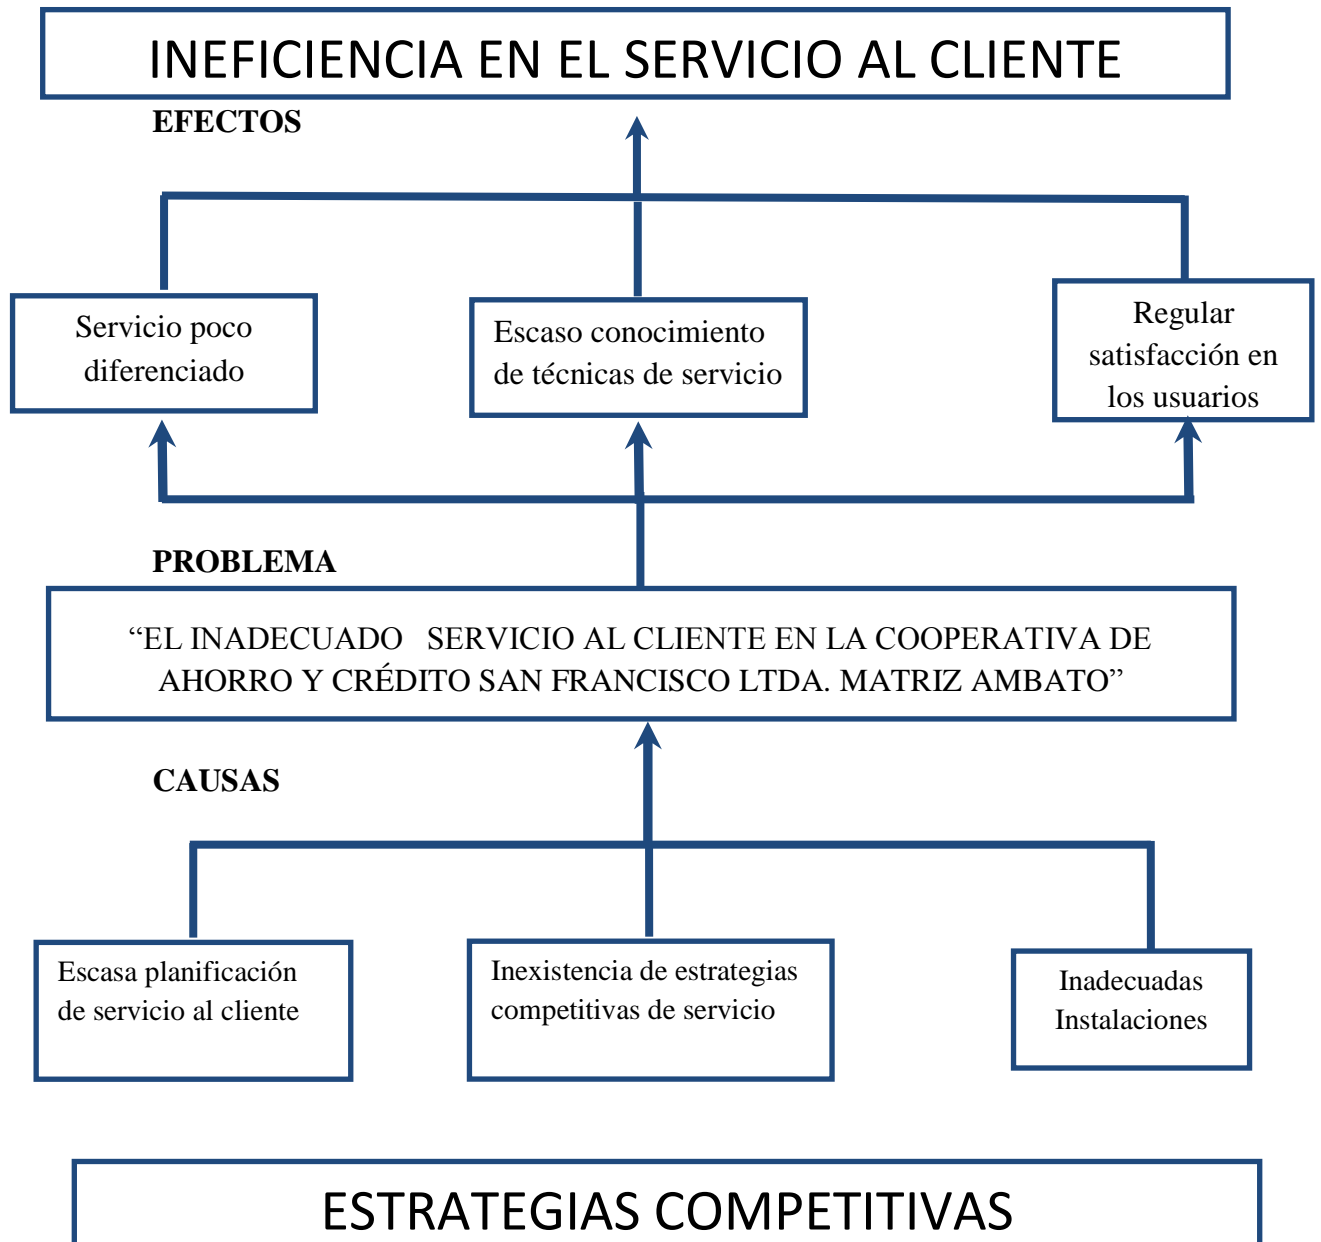 INEFICIENCIA EN EL SERVICIO AL CLIENTE
EFECTOS
Servicio poco
diferenciado
Escaso conocimiento
de técnicas de servicio
Regular
satisfacción en
los usuarios
PROBLEMA
“EL INADECUADO SERVICIO AL CLIENTE EN LA COOPERATIVA DE
AHORRO Y CRÉDITO SAN FRANCISCO LTDA. MATRIZ AMBATO”
CAUSAS
Escasa planificación
de servicio al cliente
Inexistencia de estrategias
competitivas de servicio
Inadecuadas
Instalaciones
ESTRATEGIAS COMPETITIVAS